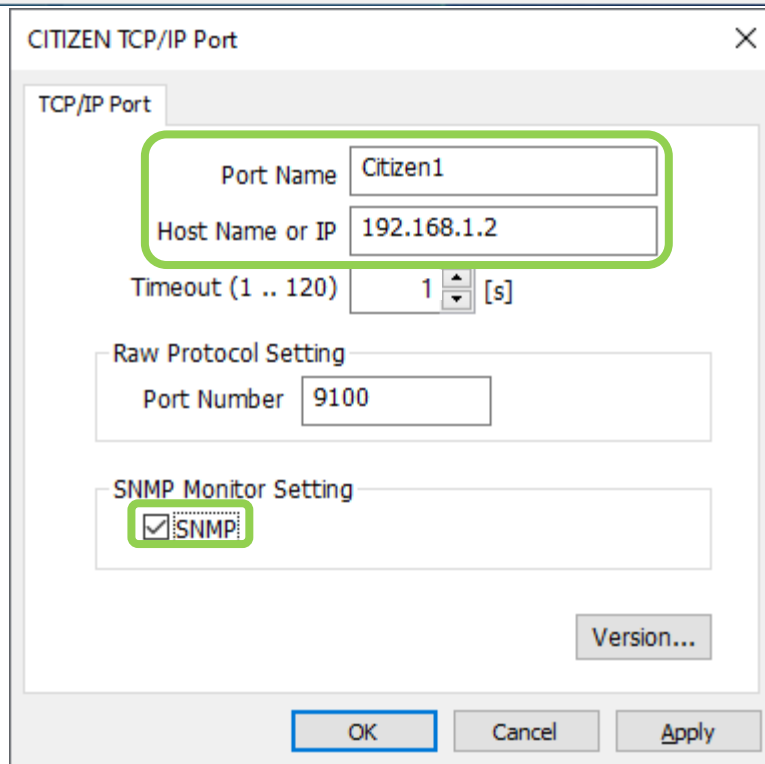 CITIZEN TCP/IP Port
TCP/IP Port
Port Name Citizen1
Host Name or IP 192.168.1.2
Timeout (1 .. 120) 1 [s]
Raw Protocol Setting
Port Number 9100
SNMP Monitor Setting
SNMP
Version...
OK Cancel Apply